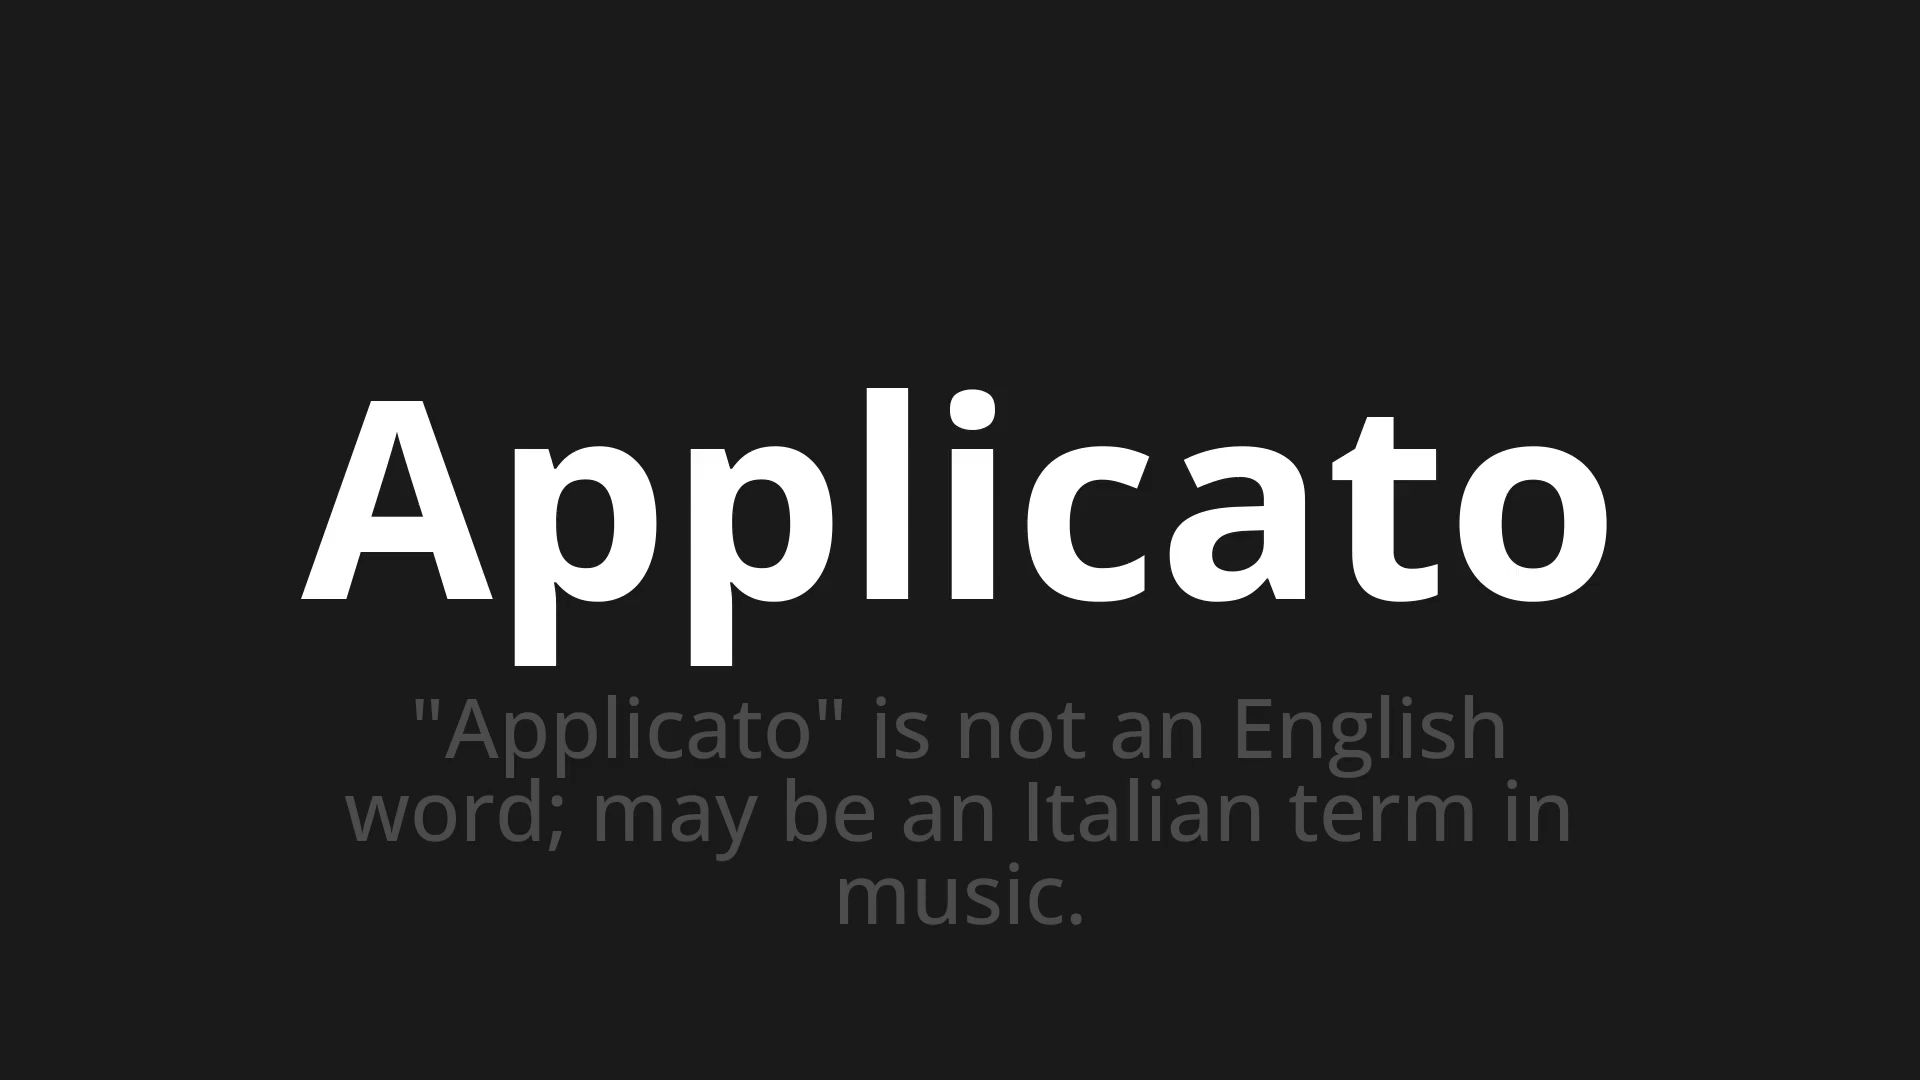 Applicato
"Applicato" is not an English
word; may be an Italian term in
music.